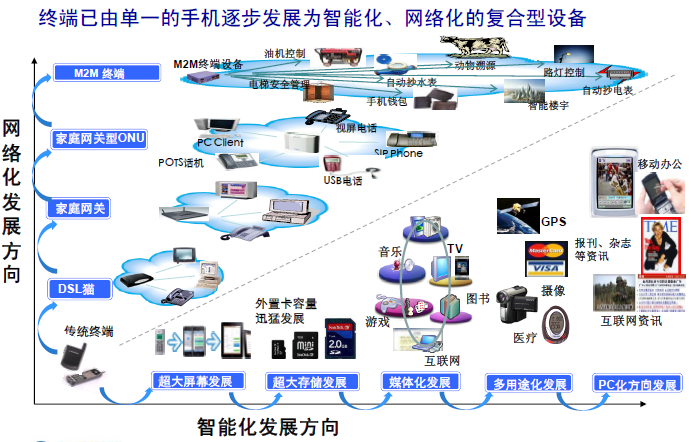 终端已由单一的手机逐步发展为智能化、网络化的复合型设备
油机控制
M2M终端设备
动物溯源
M2M 终端
路灯控制
电梯安全管理
自动抄水表
自动抄电表
手机钱包
智能楼宇
视屏电话
家庭网关型ONU
PC Client
SIP Phone
POTS话机
USB电话
移动办公
家庭网关
GPS
TIME
音乐
TV
报刊、杂志
等资讯
MasterCard
VISA
DSL猫
摄像
图书
外置卡容量
迅猛发展
游戏
互联网资讯
传统终端
SanDisk
mini
2.0GB
医疗
互联网
超大屏幕发展
超大存储发展
媒体化发展
多用途化发展
PC化方向发展
网络化发展方向
智能化发展方向